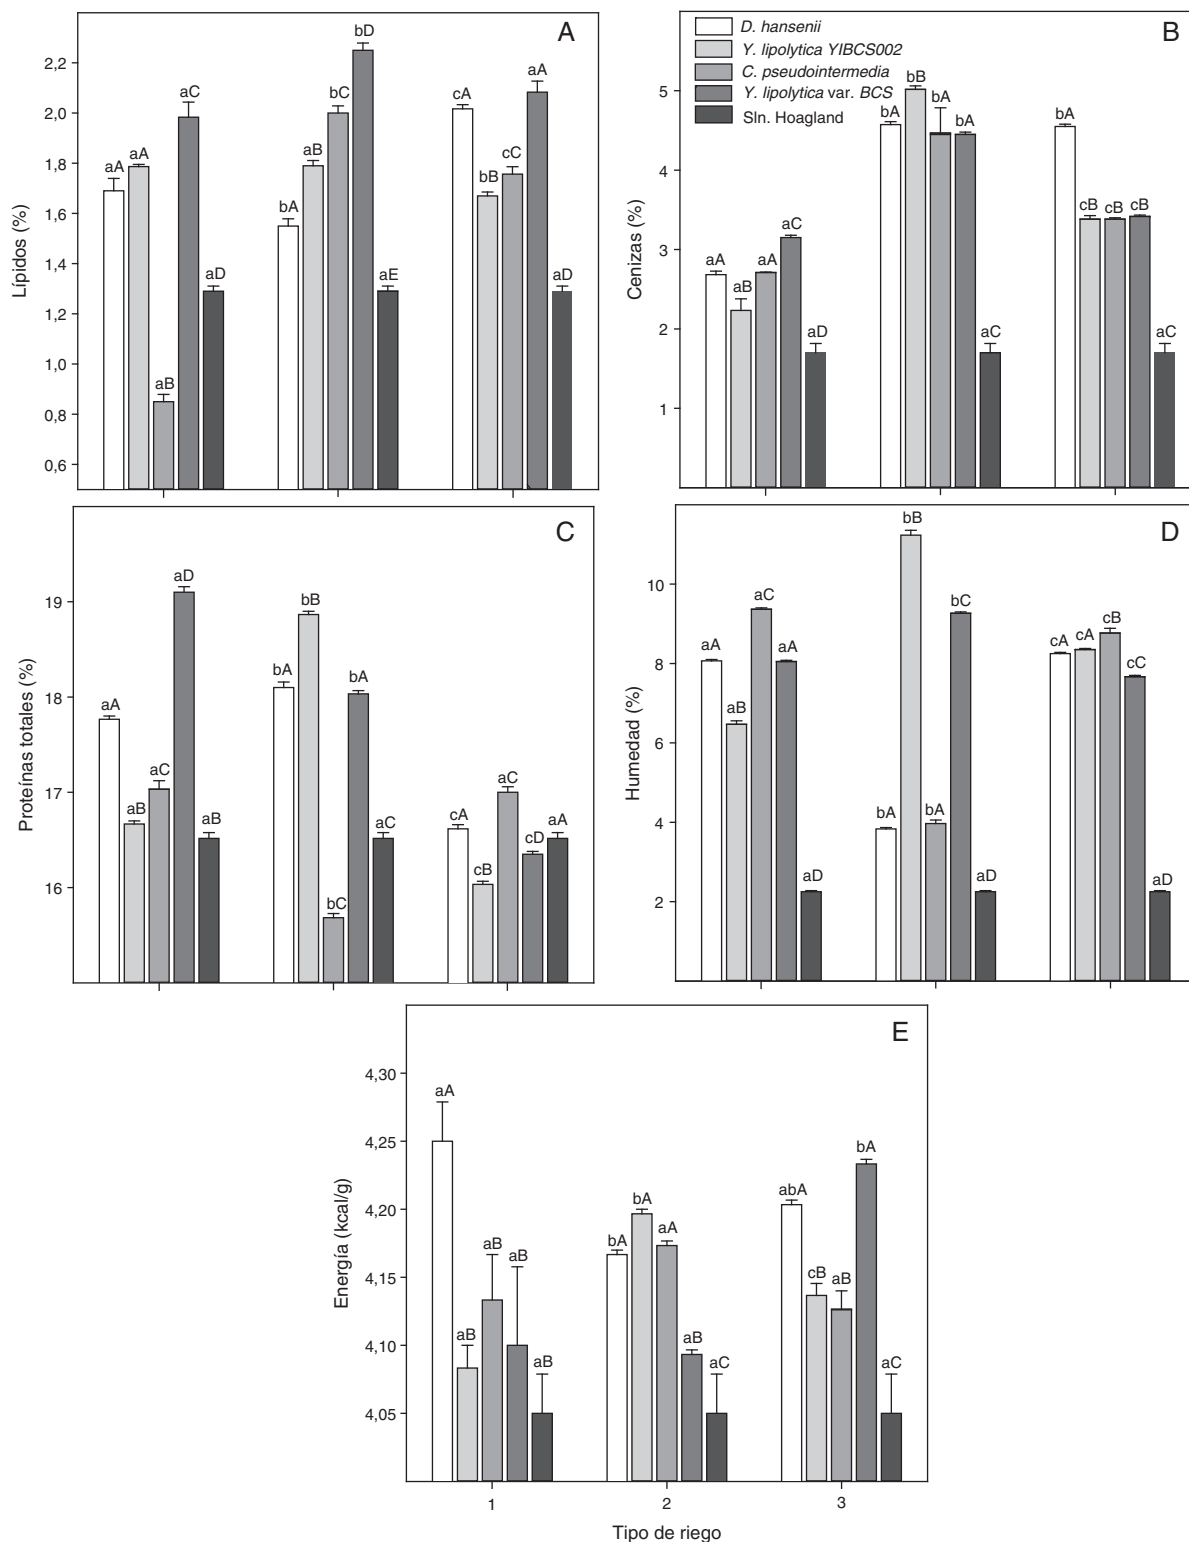 A
Lípidos (%)
2,2
2,0
1,8
1,6
1,4
1,2
1,0
0,8
0,6
aA aA aB aC aD
bA aB bC bD aE
cA bB cC aA aD
B
D. hansenii
Y. lipolytica YIBCS002
C. pseudointermedia
Y. lipolytica var. BCS
Sln. Hoagland
Cenizas (%)
5
4
3
2
1
aA aB aA aC aD
bA bB bA bA aC
bA cB cB cB aC
C
Proteínas totales (%)
19
18
17
16
aA aB aC aD aB
bA bB bC bA aC
cA cB aC cD aA
D
Humedad (%)
10
8
6
4
2
aA aB aC aA aD
bA bB bA bC aD
cA cA cB cC aD
E
Energía (kcal/g)
4,30
4,25
4,20
4,15
4,10
4,05
aA aB aB aB aB
bA bA aA aB aC
abA cB aB bA aC
1 2 3
Tipo de riego